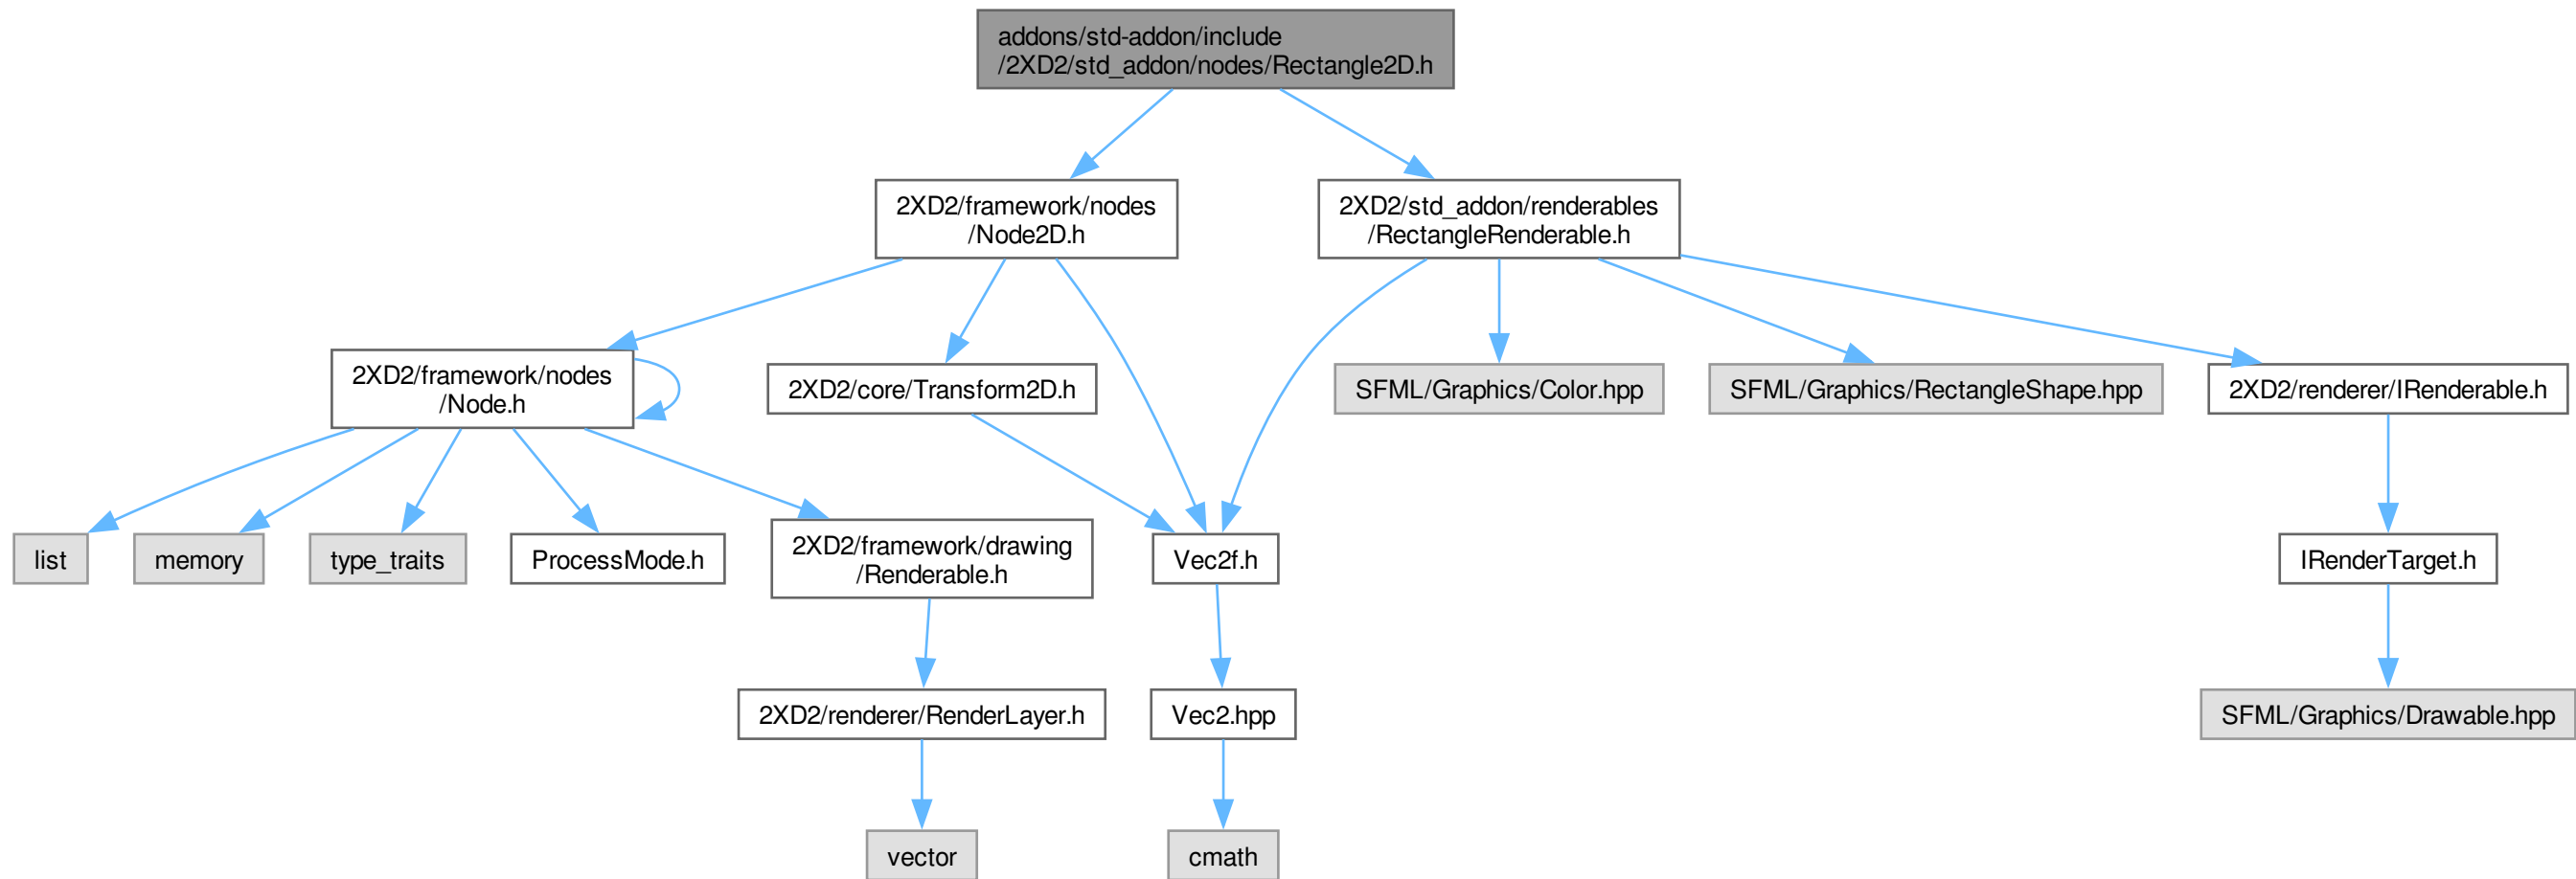 addons/std-addon/include
/2XD2/std_addon/nodes/Rectangle2D.h
2XD2/framework/nodes
/Node2D.h
2XD2/std_addon/renderables
/RectangleRenderable.h
2XD2/framework/nodes
/Node.h
2XD2/core/Transform2D.h
SFML/Graphics/Color.hpp
SFML/Graphics/RectangleShape.hpp
2XD2/renderer/IRenderable.h
list
memory
type_traits
ProcessMode.h
2XD2/framework/drawing
/Renderable.h
Vec2f.h
IRenderTarget.h
2XD2/renderer/RenderLayer.h
Vec2.hpp
SFML/Graphics/Drawable.hpp
vector
cmath